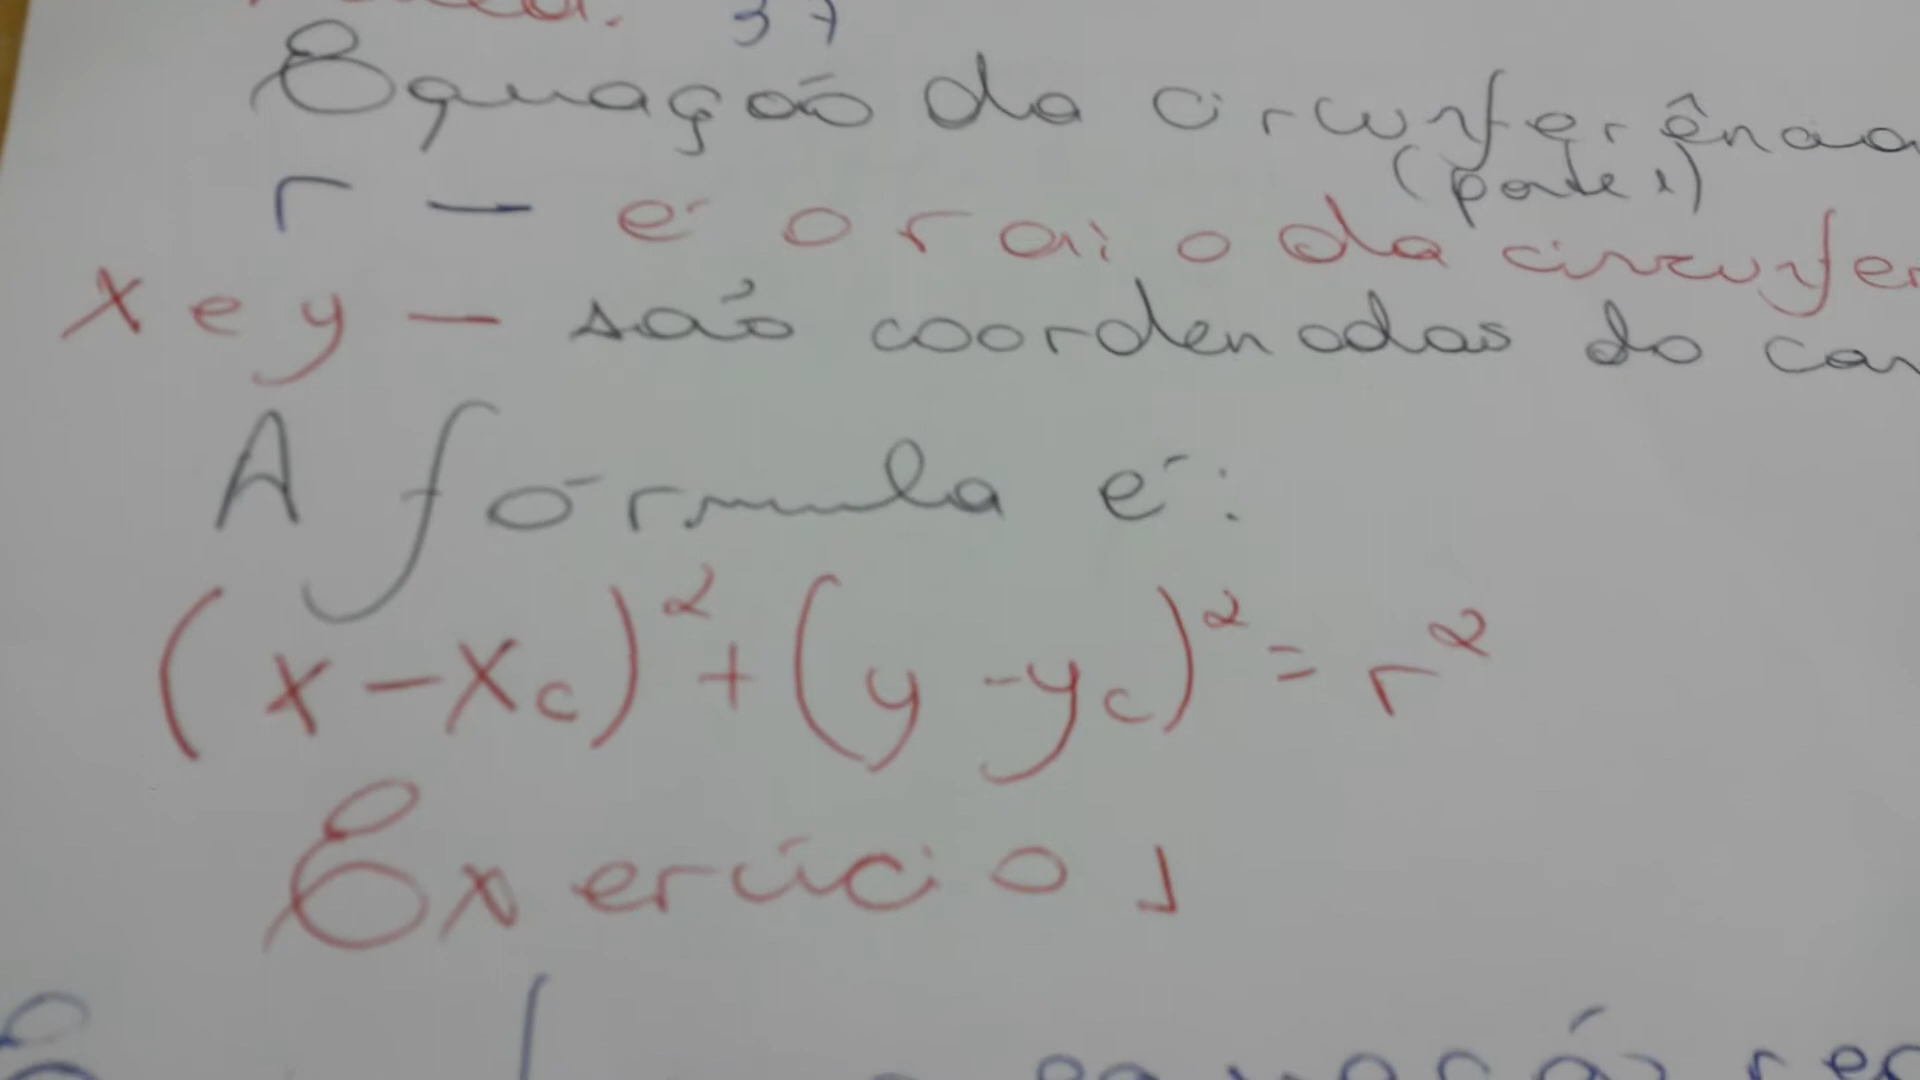 37
Equação da circunferência
(parte 1)
r - é o raio da circunfer
x e y - são coordenadas do
A fórmula é:
(x-xc)²+(y-yc)²=r²
Exercício 1